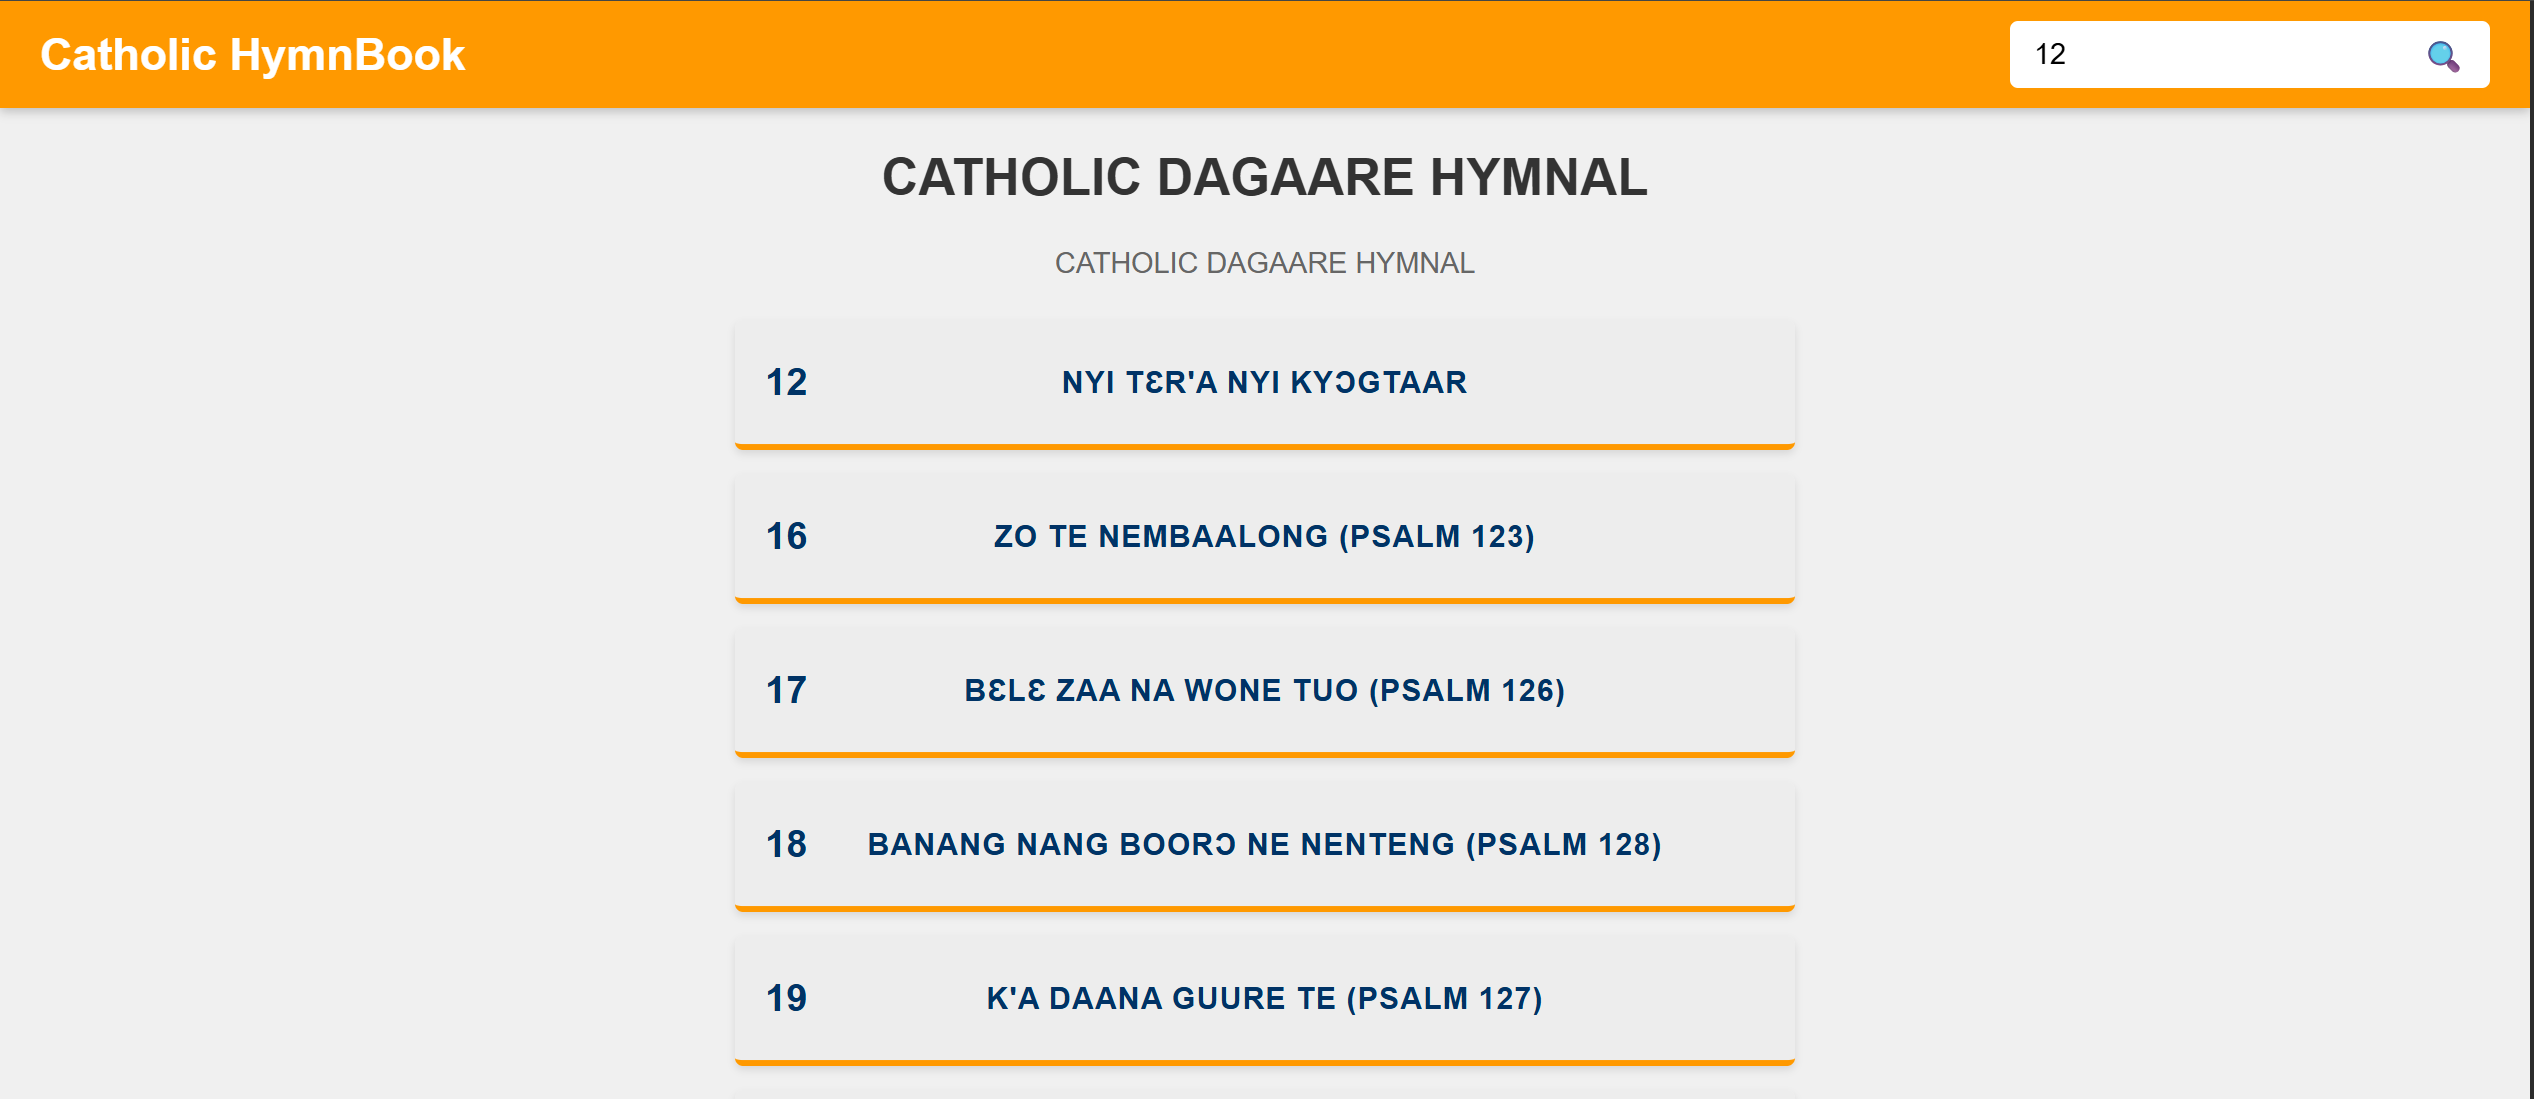 Catholic HymnBook
12
CATHOLIC DAGAARE HYMNAL
CATHOLIC DAGAARE HYMNAL
12 NYI TƐR'A NYI KYƆGTAAR
16 ZO TE NEMBAALONG (PSALM 123)
17 BƐLƐ ZAA NA WONE TUO (PSALM 126)
18 BANANG NANG BOORƆ NE NENTENG (PSALM 128)
19 K'A DAANA GUURE TE (PSALM 127)